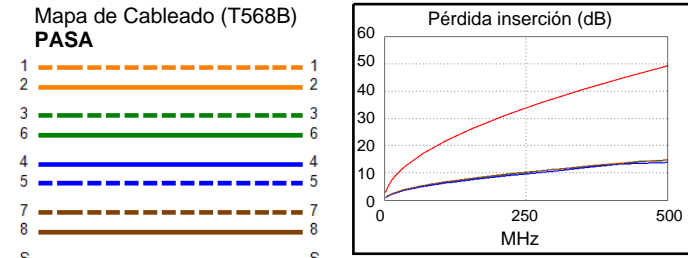 Mapa de Cableado (T568B)
PASA
1 1
2 2
3 3
6 6
4 4
5 5
7 7
8 8
S S
Pérdida inserción (dB)
60
50
40
30
20
10
0
0 250 500
MHz